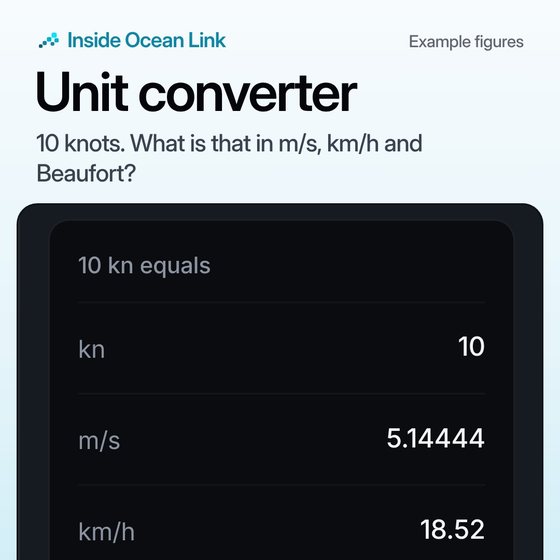 Inside Ocean Link
Example figures
Unit converter
10 knots. What is that in m/s, km/h and
Beaufort?
10 kn equals
kn 10
m/s 5.14444
km/h 18.52